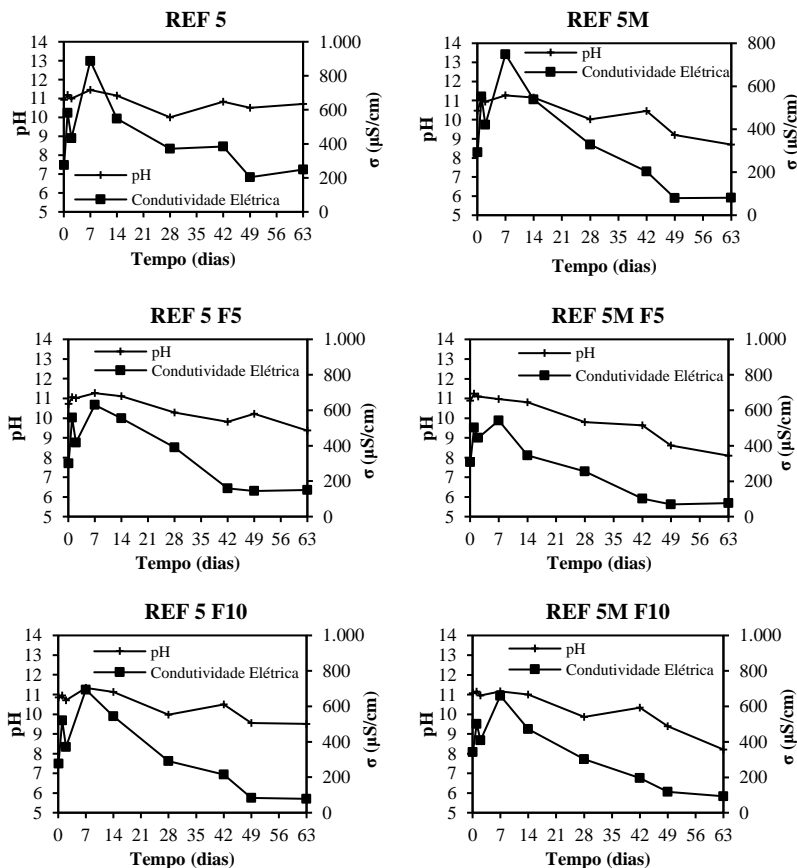 REF 5
14
13
12
11
10
9
8
7
6
5
pH
1.000
800
600
400
200
0
σ (µS/cm)
pH
Condutividade Elétrica
0 7 14 21 28 35 42 49 56 63
Tempo (dias)
REF 5M
14
13
12
11
10
9
8
7
6
5
pH
800
600
400
200
0
σ (µS/cm)
pH
Condutividade Elétrica
0 7 14 21 28 35 42 49 56 63
Tempo (dias)
REF 5 F5
14
13
12
11
10
9
8
7
6
5
pH
1.000
800
600
400
200
0
σ (µS/cm)
pH
Condutividade Elétrica
0 7 14 21 28 35 42 49 56 63
Tempo (dias)
REF 5M F5
14
13
12
11
10
9
8
7
6
5
pH
1.000
800
600
400
200
0
σ (µS/cm)
pH
Condutividade Elétrica
0 7 14 21 28 35 42 49 56 63
Tempo (dias)
REF 5 F10
14
13
12
11
10
9
8
7
6
5
pH
1.000
800
600
400
200
0
σ (µS/cm)
pH
Condutividade Elétrica
0 7 14 21 28 35 42 49 56 63
Tempo (dias)
REF 5M F10
14
13
12
11
10
9
8
7
6
5
pH
1.000
800
600
400
200
0
σ (µS/cm)
pH
Condutividade Elétrica
0 7 14 21 28 35 42 49 56 63
Tempo (dias)